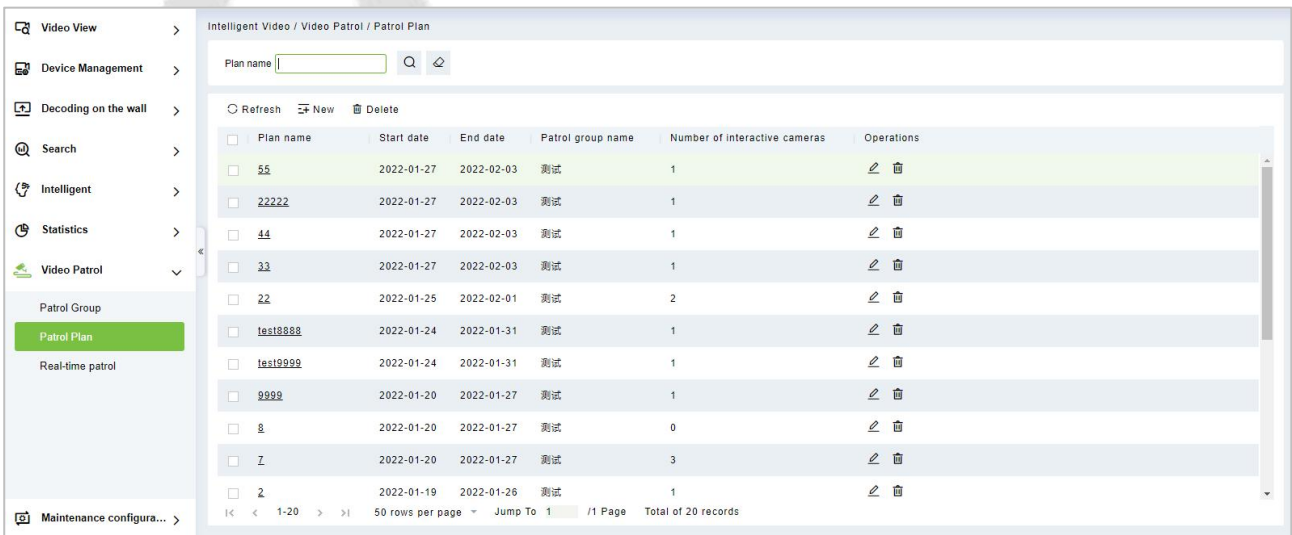 Intelligent Video / Video Patrol / Patrol Plan
Video View
Device Management
Decoding on the wall
Search
Intelligent
Statistics
Video Patrol
Patrol Group
Patrol Plan
Real-time patrol
Maintenance configura...
Plan name
Refresh New Delete
Plan name Start date End date Patrol group name Number of interactive cameras Operations
55 2022-01-27 2022-02-03 测试 1
22222 2022-01-27 2022-02-03 测试 1
44 2022-01-27 2022-02-03 测试 1
33 2022-01-27 2022-02-03 测试 1
22 2022-01-25 2022-02-01 测试 2
test8888 2022-01-24 2022-01-31 测试 1
test9999 2022-01-24 2022-01-31 测试 1
9999 2022-01-20 2022-01-27 测试 1
8 2022-01-20 2022-01-27 测试 0
7 2022-01-20 2022-01-27 测试 3
2 2022-01-19 2022-01-26 测试 1
1-20 50 rows per page Jump To 1 /1 Page Total of 20 records